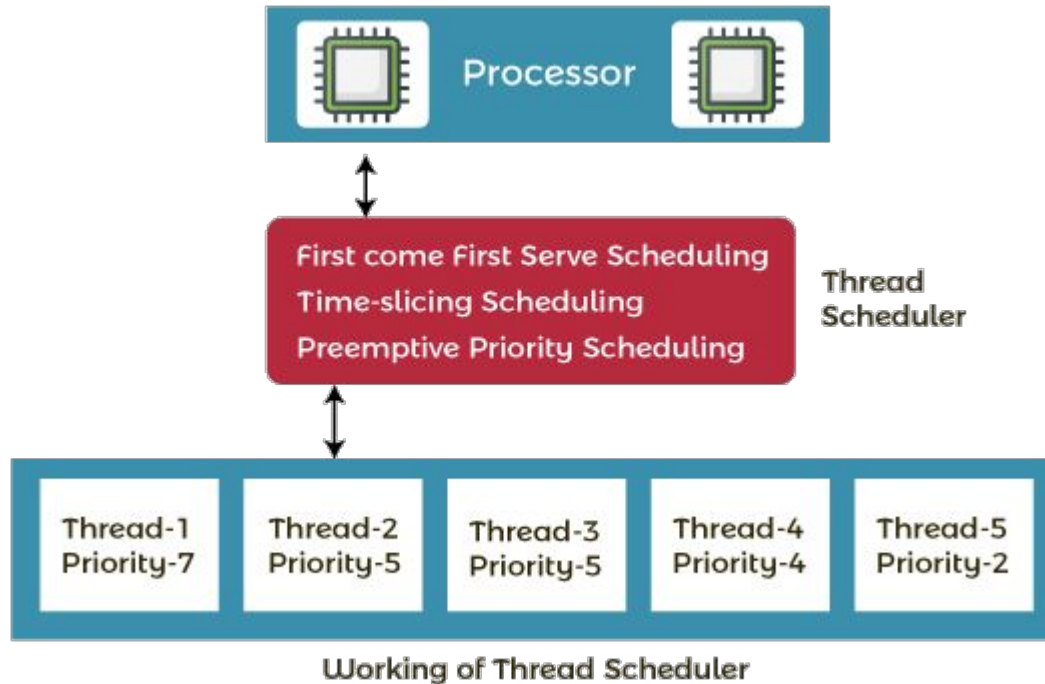 Processor
First come First Serve Scheduling
Time-slicing Scheduling
Preemptive Priority Scheduling
Thread
Scheduler
Thread-1
Priority-7
Thread-2
Priority-5
Thread-3
Priority-5
Thread-4
Priority-4
Thread-5
Priority-2
Working of Thread Scheduler